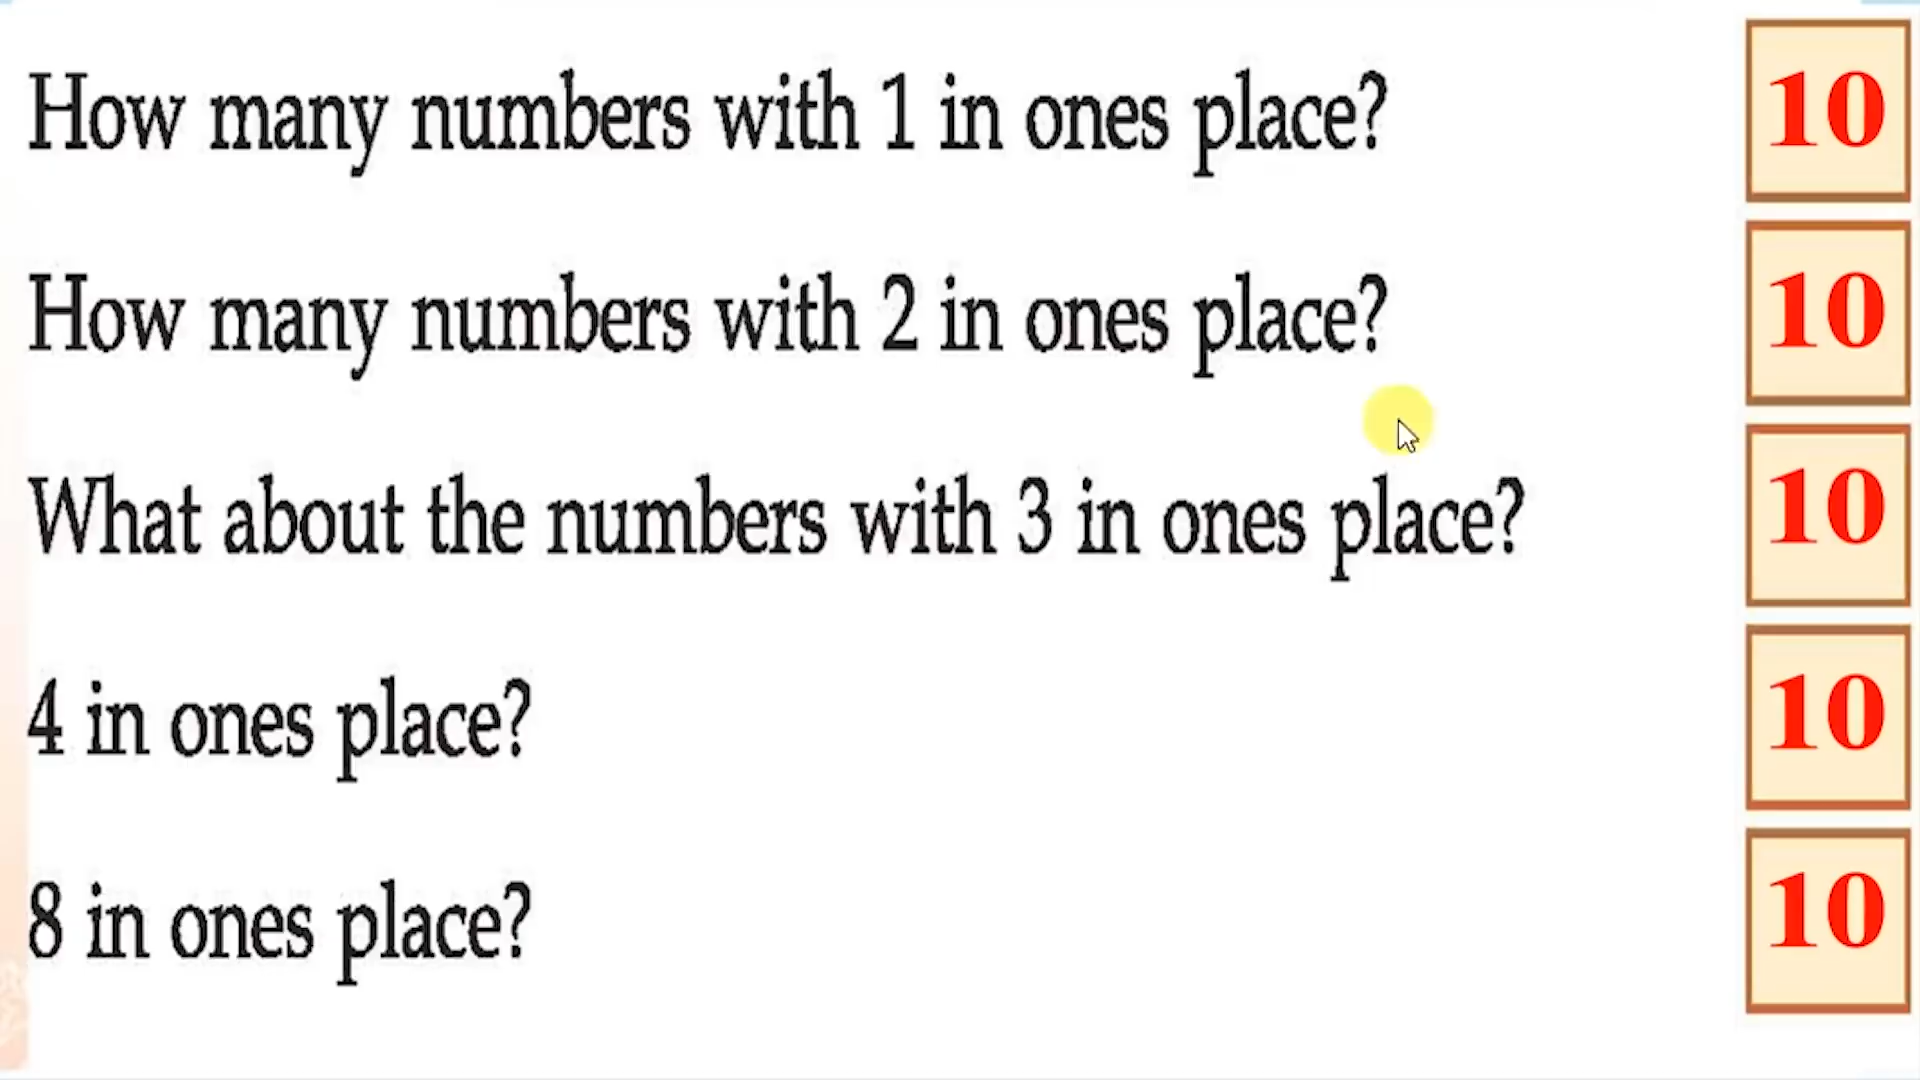 How many numbers with 1 in ones place? 10
How many numbers with 2 in ones place? 10
What about the numbers with 3 in ones place? 10
4 in ones place? 10
8 in ones place? 10